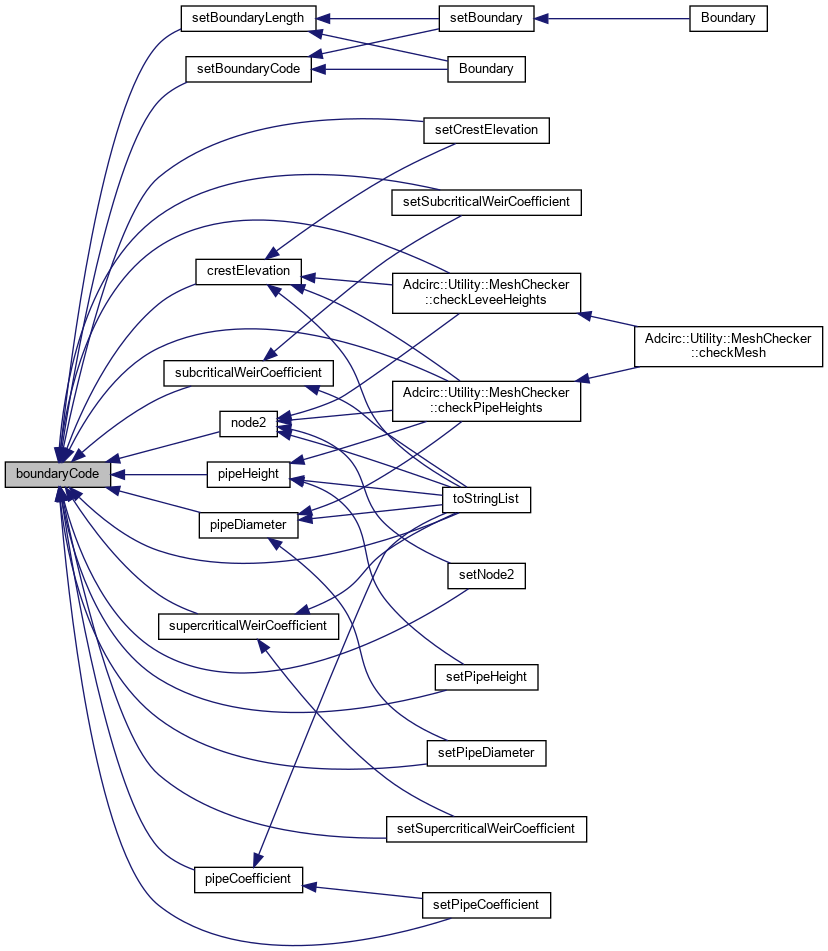 setBoundaryLength
setBoundary
Boundary
setBoundaryCode
Boundary
setCrestElevation
setSubcriticalWeirCoefficient
crestElevation
Adcirc::Utility::MeshChecker
::checkLeveeHeights
Adcirc::Utility::MeshChecker
::checkMesh
subcriticalWeirCoefficient
Adcirc::Utility::MeshChecker
::checkPipeHeights
node2
boundaryCode
pipeHeight
toStringList
pipeDiameter
setNode2
supercriticalWeirCoefficient
setPipeHeight
setPipeDiameter
setSupercriticalWeirCoefficient
pipeCoefficient
setPipeCoefficient